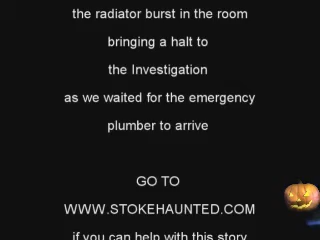 the radiator burst in the room
bringing a halt to
the Investigation
as we waited for the emergency
plumber to arrive
GO TO
WWW.STOKEHAUNTED.COM
if you can help with this story